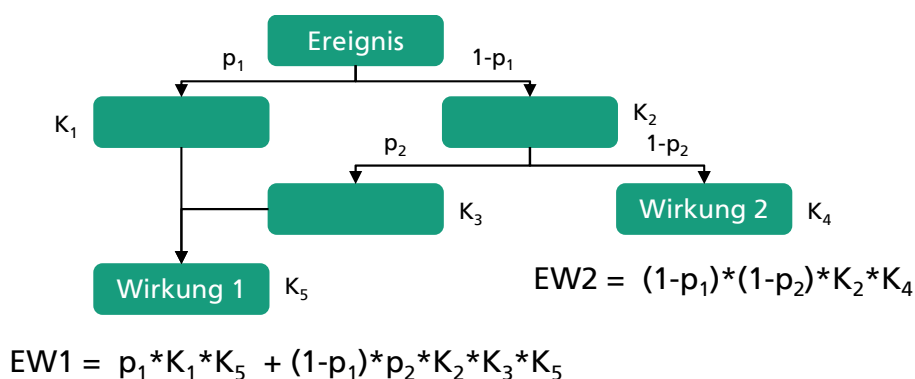 Ereignis
p₁ 1-p₁
K₁ K₂
p₂ 1-p₂
K₃ Wirkung 2 K₄
Wirkung 1 K₅
EW2 = (1-p₁)*(1-p₂)*K₂*K₄
EW1 = p₁*K₁*K₅ + (1-p₁)*p₂*K₂*K₃*K₅